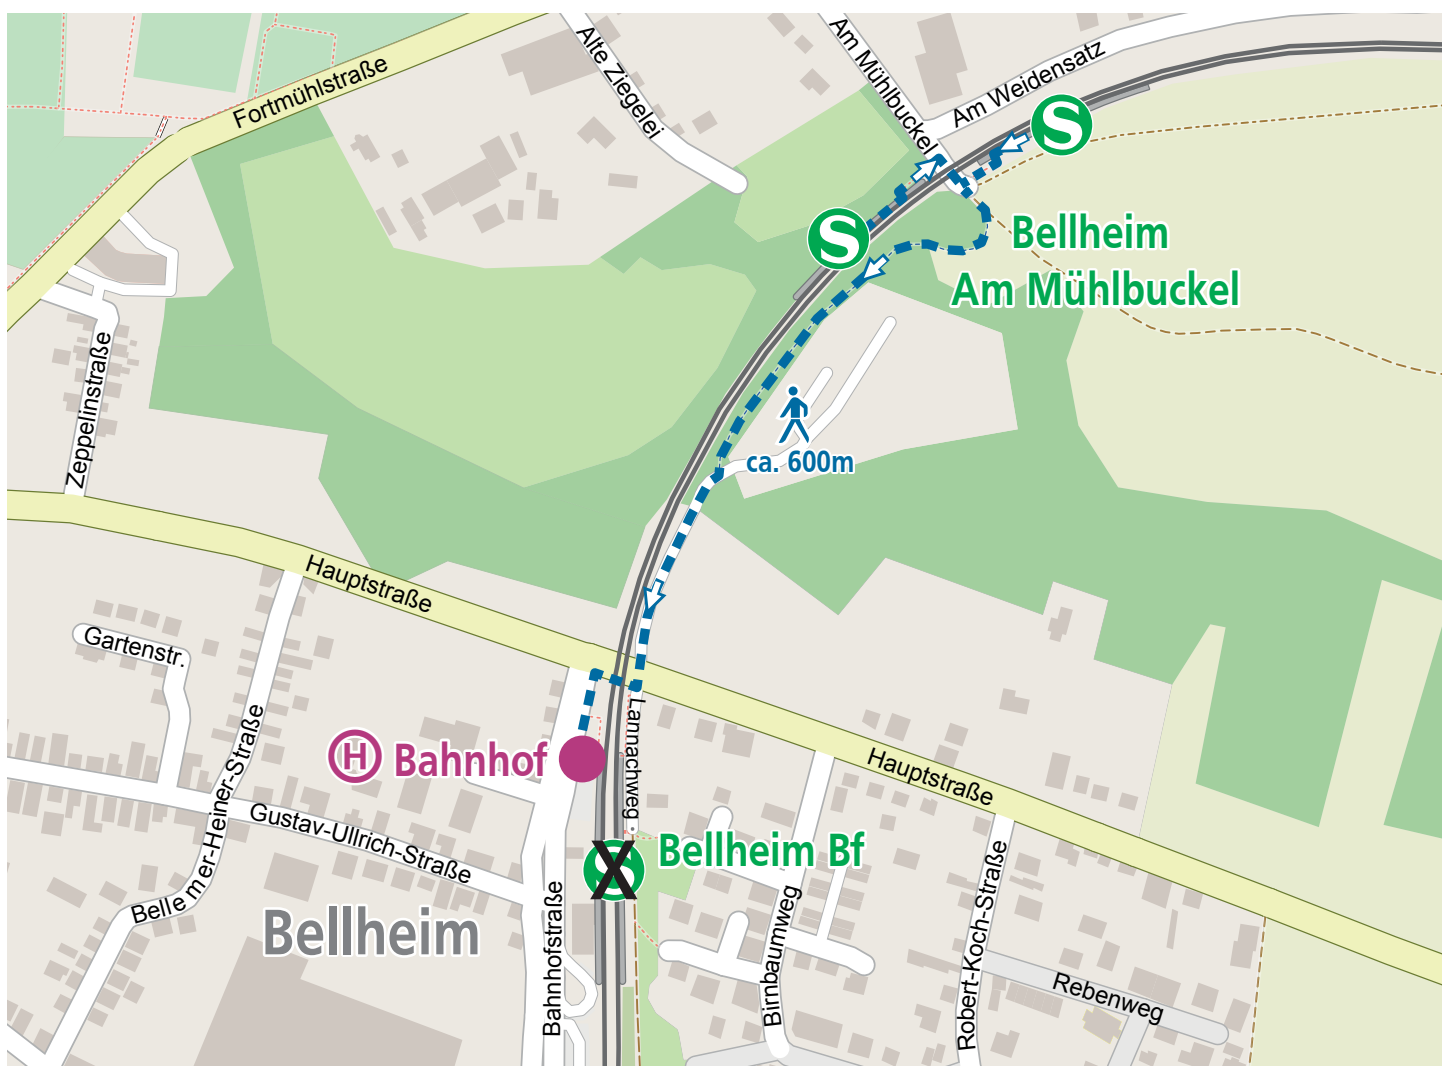 Fortmühlstraße
Alte Ziegelei
Am Mühlbuckel
Am Weidensatz
S
S
Bellheim
Am Mühlbuckel
Zeppelinstraße
ca. 600m
Hauptstraße
Gartenstr.
Bellemer-Heiner-Straße
H Bahnhof
Lannachweg
Hauptstraße
Gustav-Ullrich-Straße
S
X
Bellheim Bf
Bellheim
Bahnhofstraße
Birnbaumweg
Robert-Koch-Straße
Rebenweg